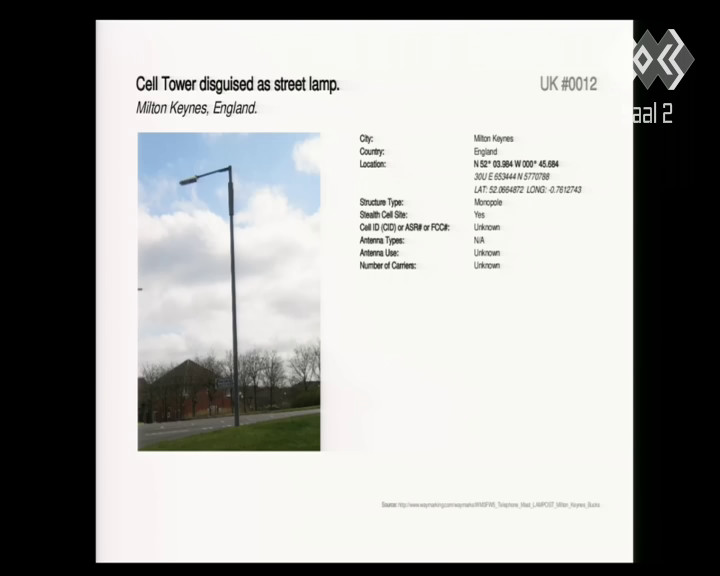 Cell Tower disguised as street lamp.
UK #0012
Milton Keynes, England.
aal 2
City: Milton Keynes
Country: England
Location: N 52° 03.984 W 000° 45.684
30U E 653444 N 5770788
LAT: 52.0664872 LONG: -0.7612743
Structure Type: Monopole
Stealth Cell Site: Yes
Cell ID (CID) or ASR# or FCC#: Unknown
Antenna Types: N/A
Antenna Use: Unknown
Number of Carriers: Unknown
Source: